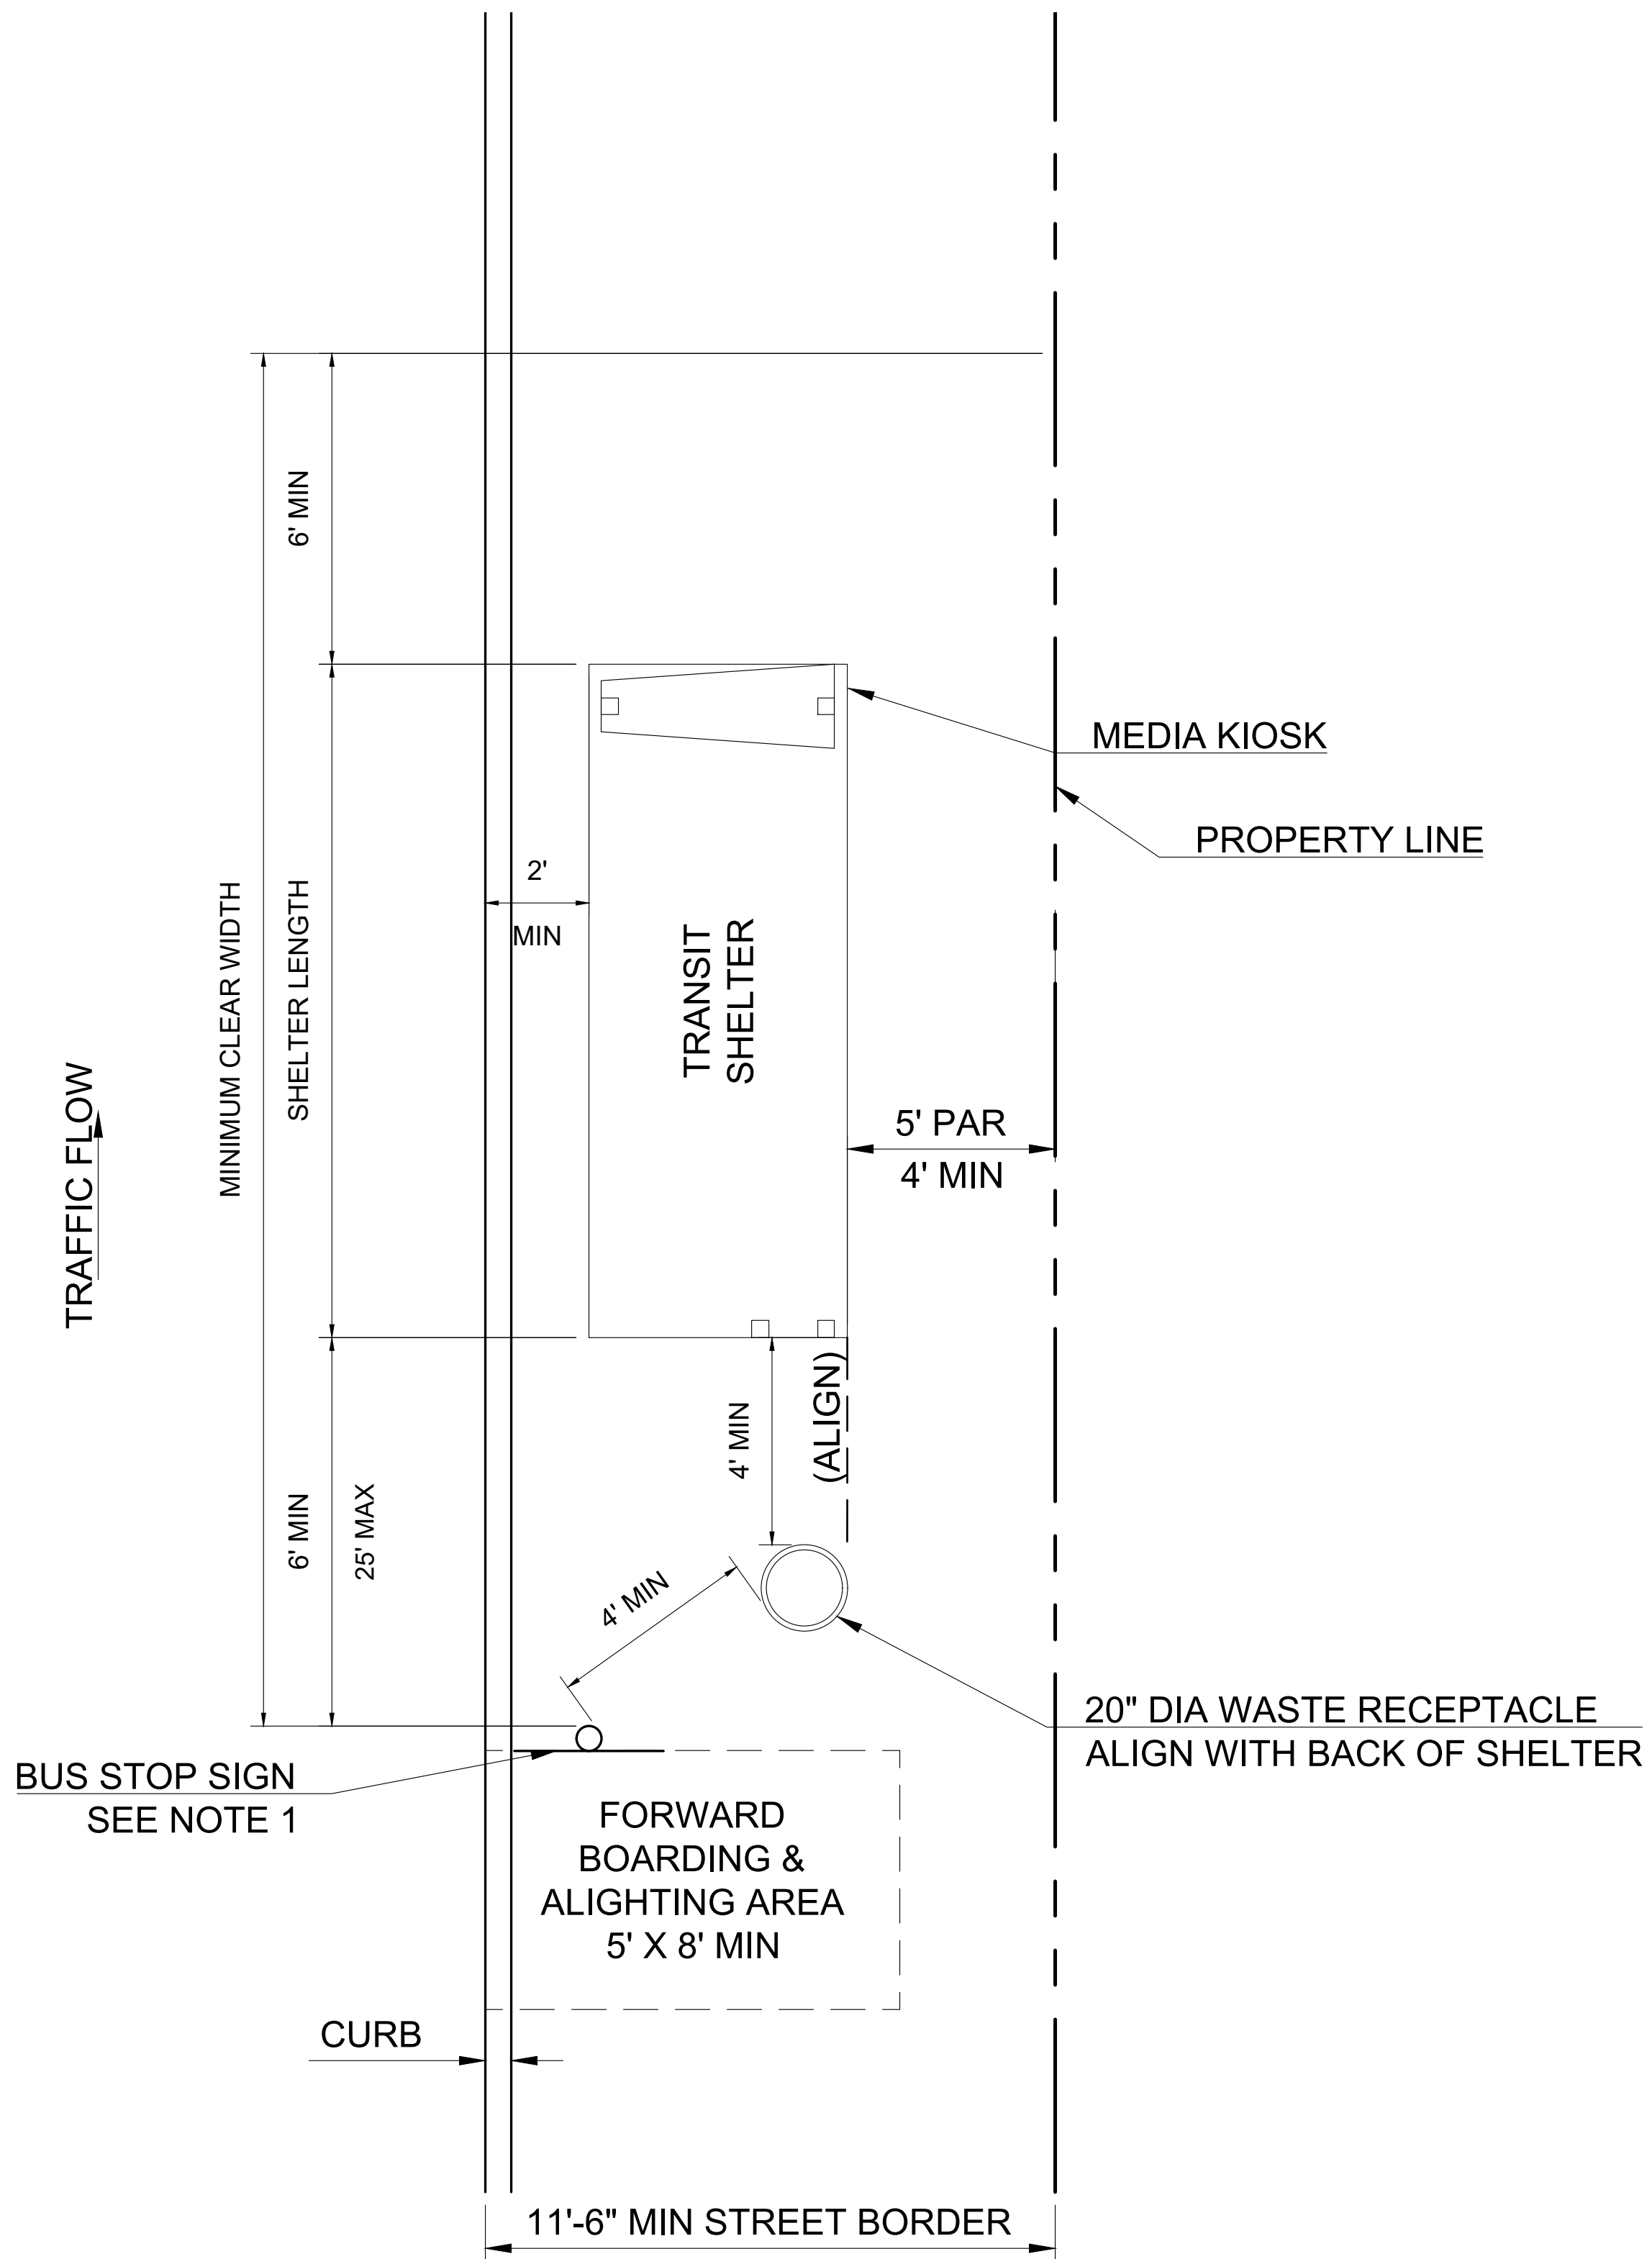 6' MIN
MEDIA KIOSK
PROPERTY LINE
2'
MIN
MINIMUM CLEAR WIDTH
SHELTER LENGTH
TRANSIT
SHELTER
TRAFFIC FLOW
5' PAR
4' MIN
4' MIN
(ALIGN)
6' MIN
25' MAX
4' MIN
20" DIA WASTE RECEPTACLE
ALIGN WITH BACK OF SHELTER
BUS STOP SIGN
SEE NOTE 1
FORWARD
BOARDING &
ALIGHTING AREA
5' X 8' MIN
CURB
11'-6" MIN STREET BORDER